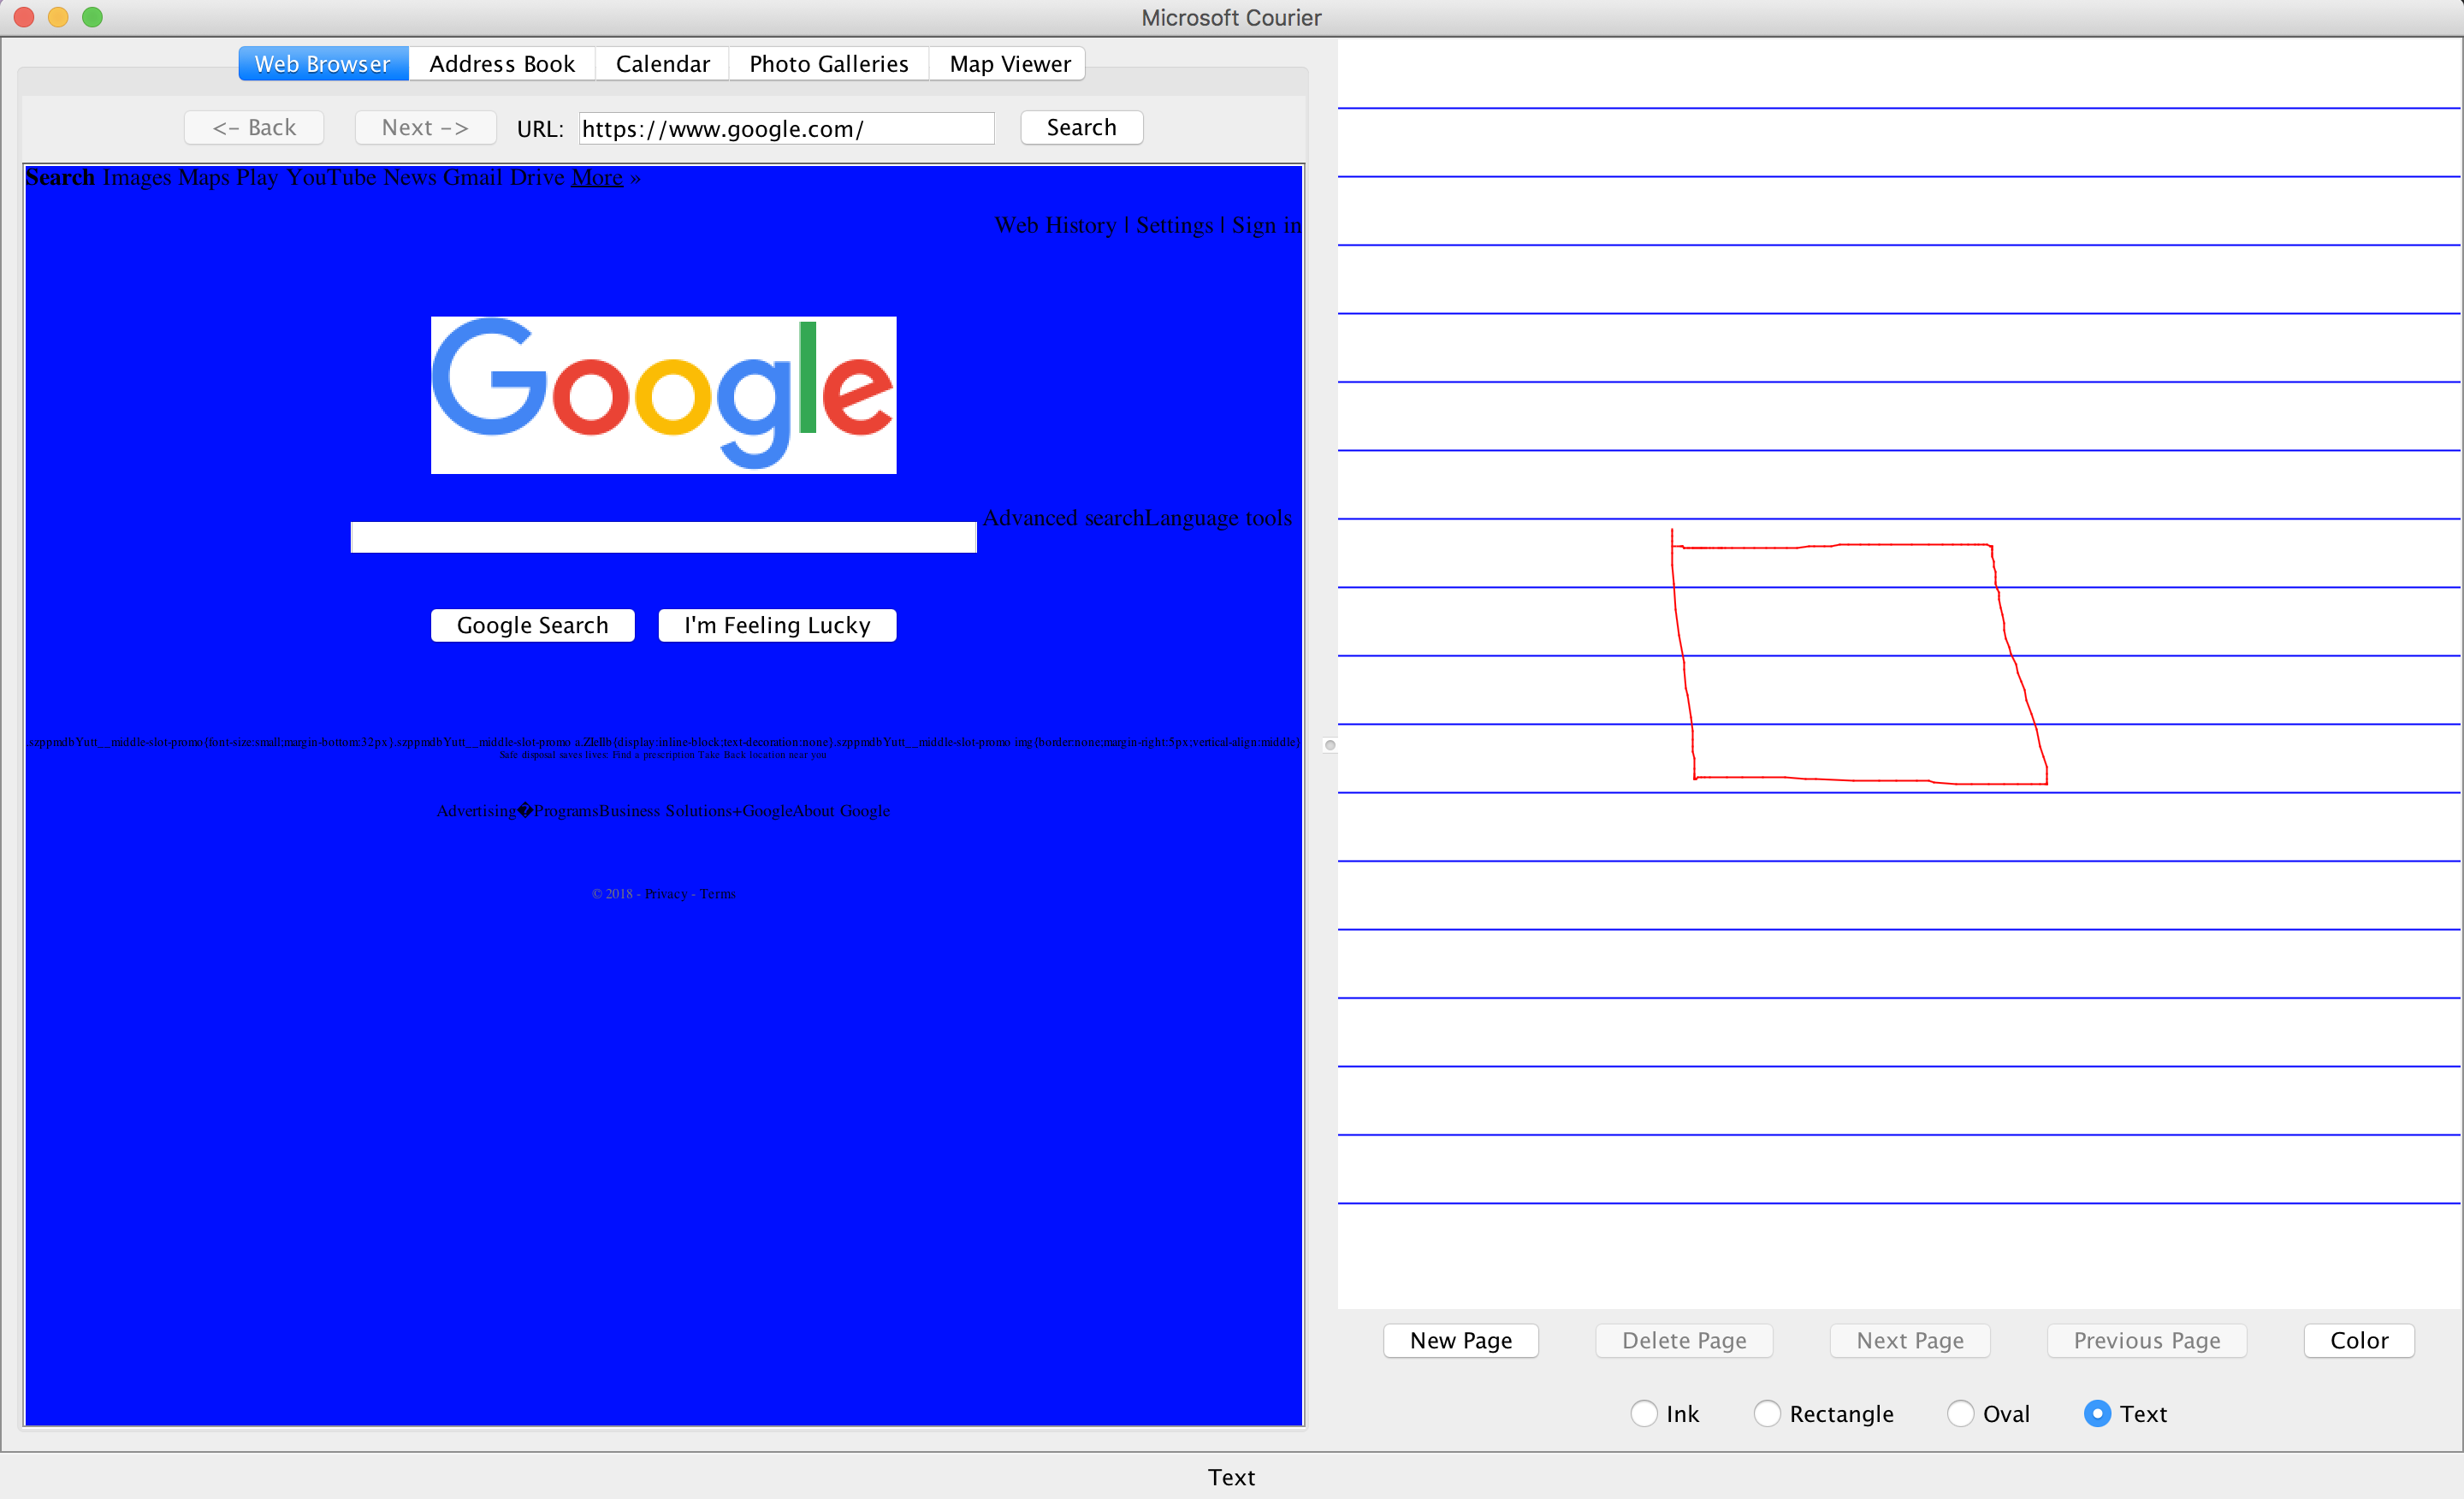 Microsoft Courier
Web Browser Address Book Calendar Photo Galleries Map Viewer
<- Back Next -> URL: https://www.google.com/ Search
Search Images Maps Play YouTube News Gmail Drive More »
Web History | Settings | Sign in
Google
Advanced searchLanguage tools
Google Search I'm Feeling Lucky
.szppmdbYutt__middle-slot-promo{font-size:small;margin-bottom:32px}.szppmdbYutt__middle-slot-promo a.ZIeIlb{display:inline-block;text-decoration:none}.szppmdbYutt__middle-slot-promo img{border:none;margin-right:5px;vertical-align:middle}
Safe disposal saves lives: Find a prescription Take Back location near you
Advertising�ProgramsBusiness Solutions+GoogleAbout Google
© 2018 - Privacy - Terms
New Page Delete Page Next Page Previous Page Color
Ink Rectangle Oval Text
Text